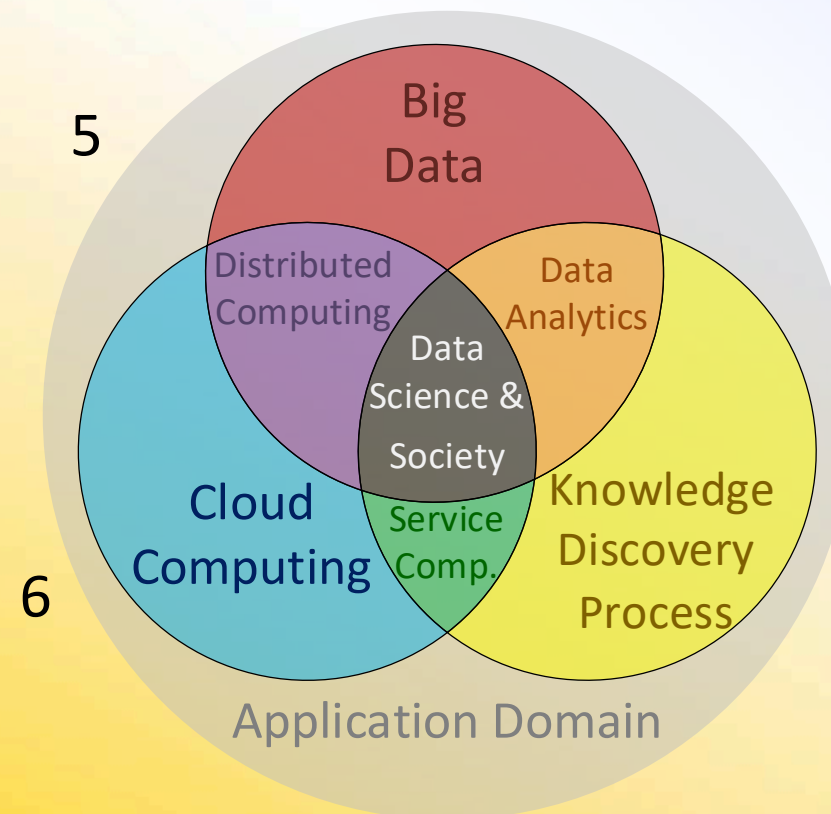 Big
Data
5
Distributed
Computing
Data
Analytics
Data
Science &
Society
Cloud
Computing
Service
Comp.
Knowledge
Discovery
Process
6
Application Domain